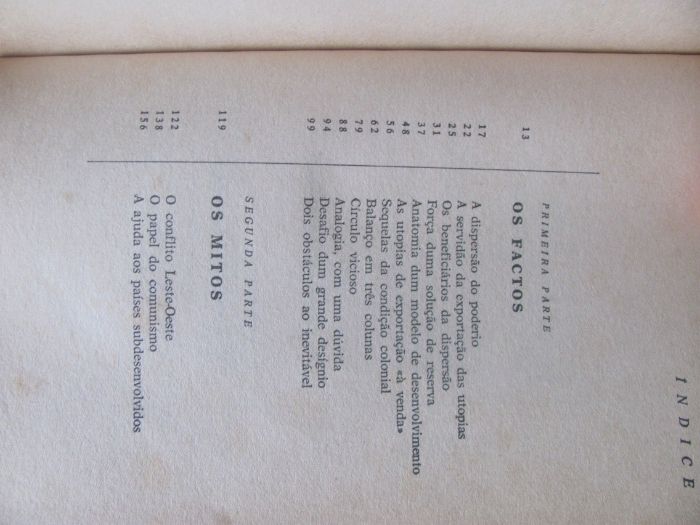 ÍNDICE
PRIMEIRA PARTE
13 OS FACTOS
17 A dispersão do poderio
22 A servidão da exportação das utopias
25 Os beneficiários da dispersão
31 Força duma solução de reserva
37 Anatomia dum modelo de desenvolvimento
48 As utopias de exportação «à venda»
56 Sequelas da condição colonial
62 Balanço em três colunas
79 Círculo vicioso
88 Analogia, com uma dúvida
94 Desafio dum grande desígnio
99 Dois obstáculos ao inevitável
SEGUNDA PARTE
119 OS MITOS
122 O conflito Leste-Oeste
138 O papel do comunismo
156 A ajuda aos países subdesenvolvidos